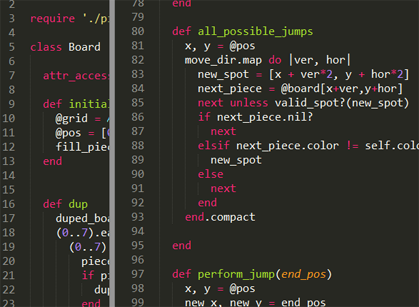 2
3 require './pi
4
5 class Board
6
7 attr_access
8
9 def initial
10 @grid = A
11 @pos = [0
12 fill_piec
13 end
14
15
16 def dup
17 duped_boa
18 (0..7).ea
19 (0..7)
20 piece
21 if pi
22 dup
23 end
78 end
79
80 def all_possible_jumps
81 x, y = @pos
82 move_dir.map do |ver, hor|
83 new_spot = [x + ver*2, y + hor*2]
84 next_piece = @board[x+ver,y+hor]
85 next unless valid_spot?(new_spot)
86 if next_piece.nil?
87 next
88 elsif next_piece.color != self.colo
89 new_spot
90 else
91 next
92 end
93 end.compact
94
95 end
96
97 def perform_jump(end_pos)
98 x, y = @pos
99 new_x, new_y = end_pos